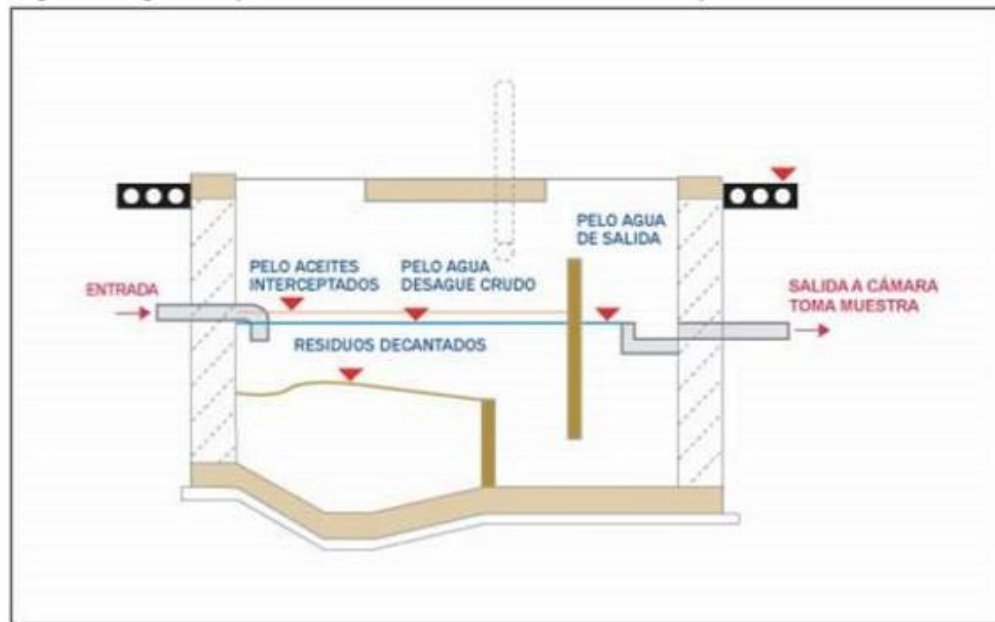 PELO AGUA
DE SALIDA
PELO ACEITES
INTERCEPTADOS
PELO AGUA
DESAGUE CRUDO
ENTRADA
SALIDA A CÁMARA
TOMA MUESTRA
RESIDUOS DECANTADOS